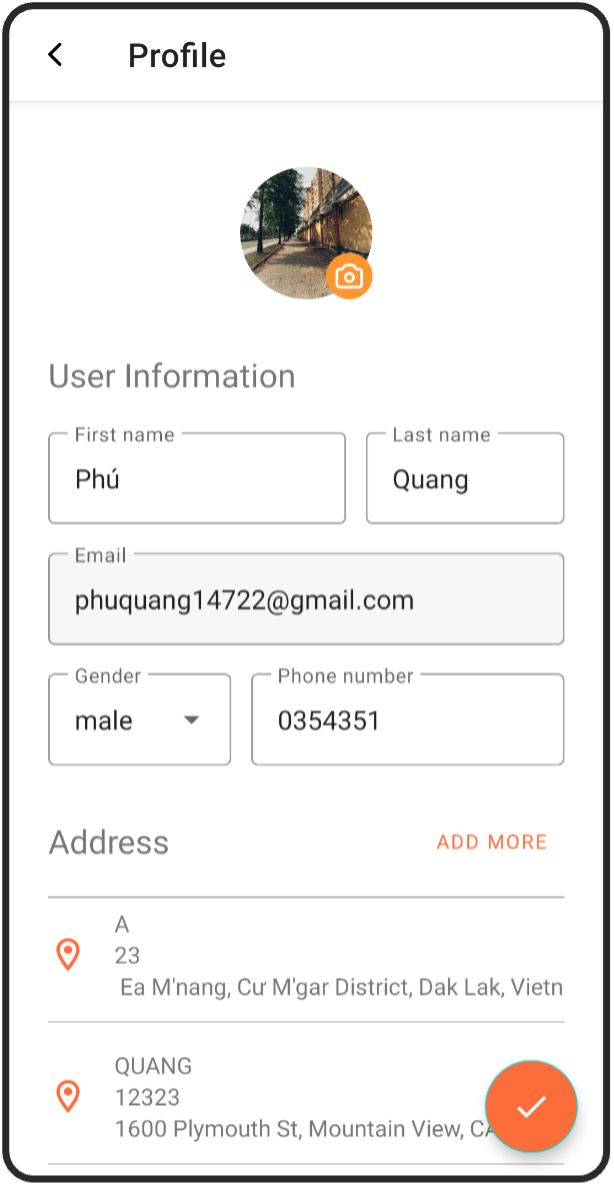 Profile
User Information
First name
Last name
Phú
Quang
Email
phuquang14722@gmail.com
Gender
Phone number
male
0354351
Address
ADD MORE
A
23
Ea M'nang, Cư M'gar District, Dak Lak, Vietn
QUANG
12323
1600 Plymouth St, Mountain View, CA